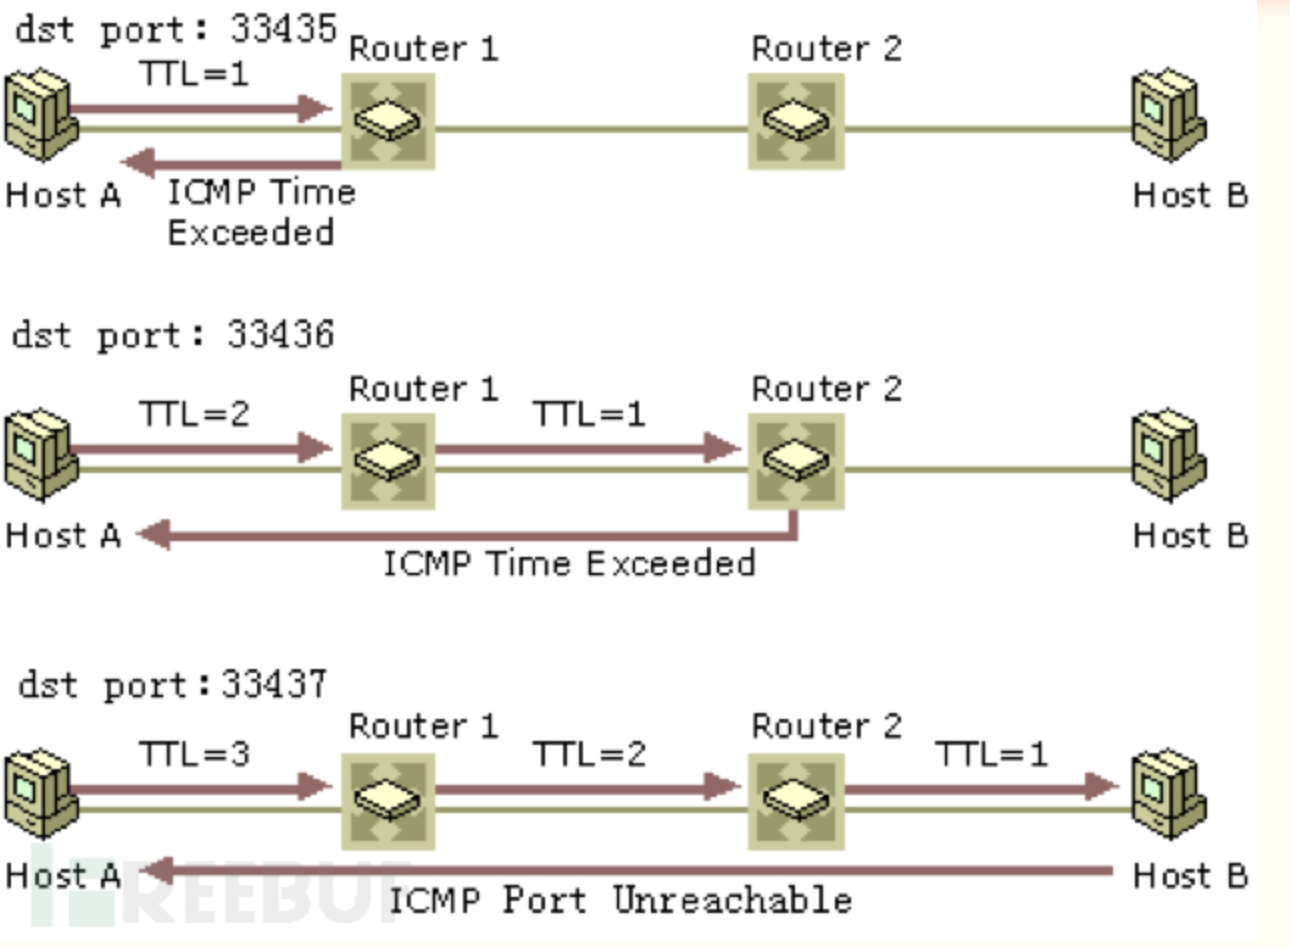 dst port: 33435
Router 1
Router 2
TTL=1
Host A
ICMP Time
Exceeded
Host B
dst port: 33436
Router 1
Router 2
TTL=2
TTL=1
Host A
Host B
ICMP Time Exceeded
dst port:33437
Router 1
Router 2
TTL=3
TTL=2
TTL=1
Host A
Host B
FREEBUF
ICMP Port Unreachable